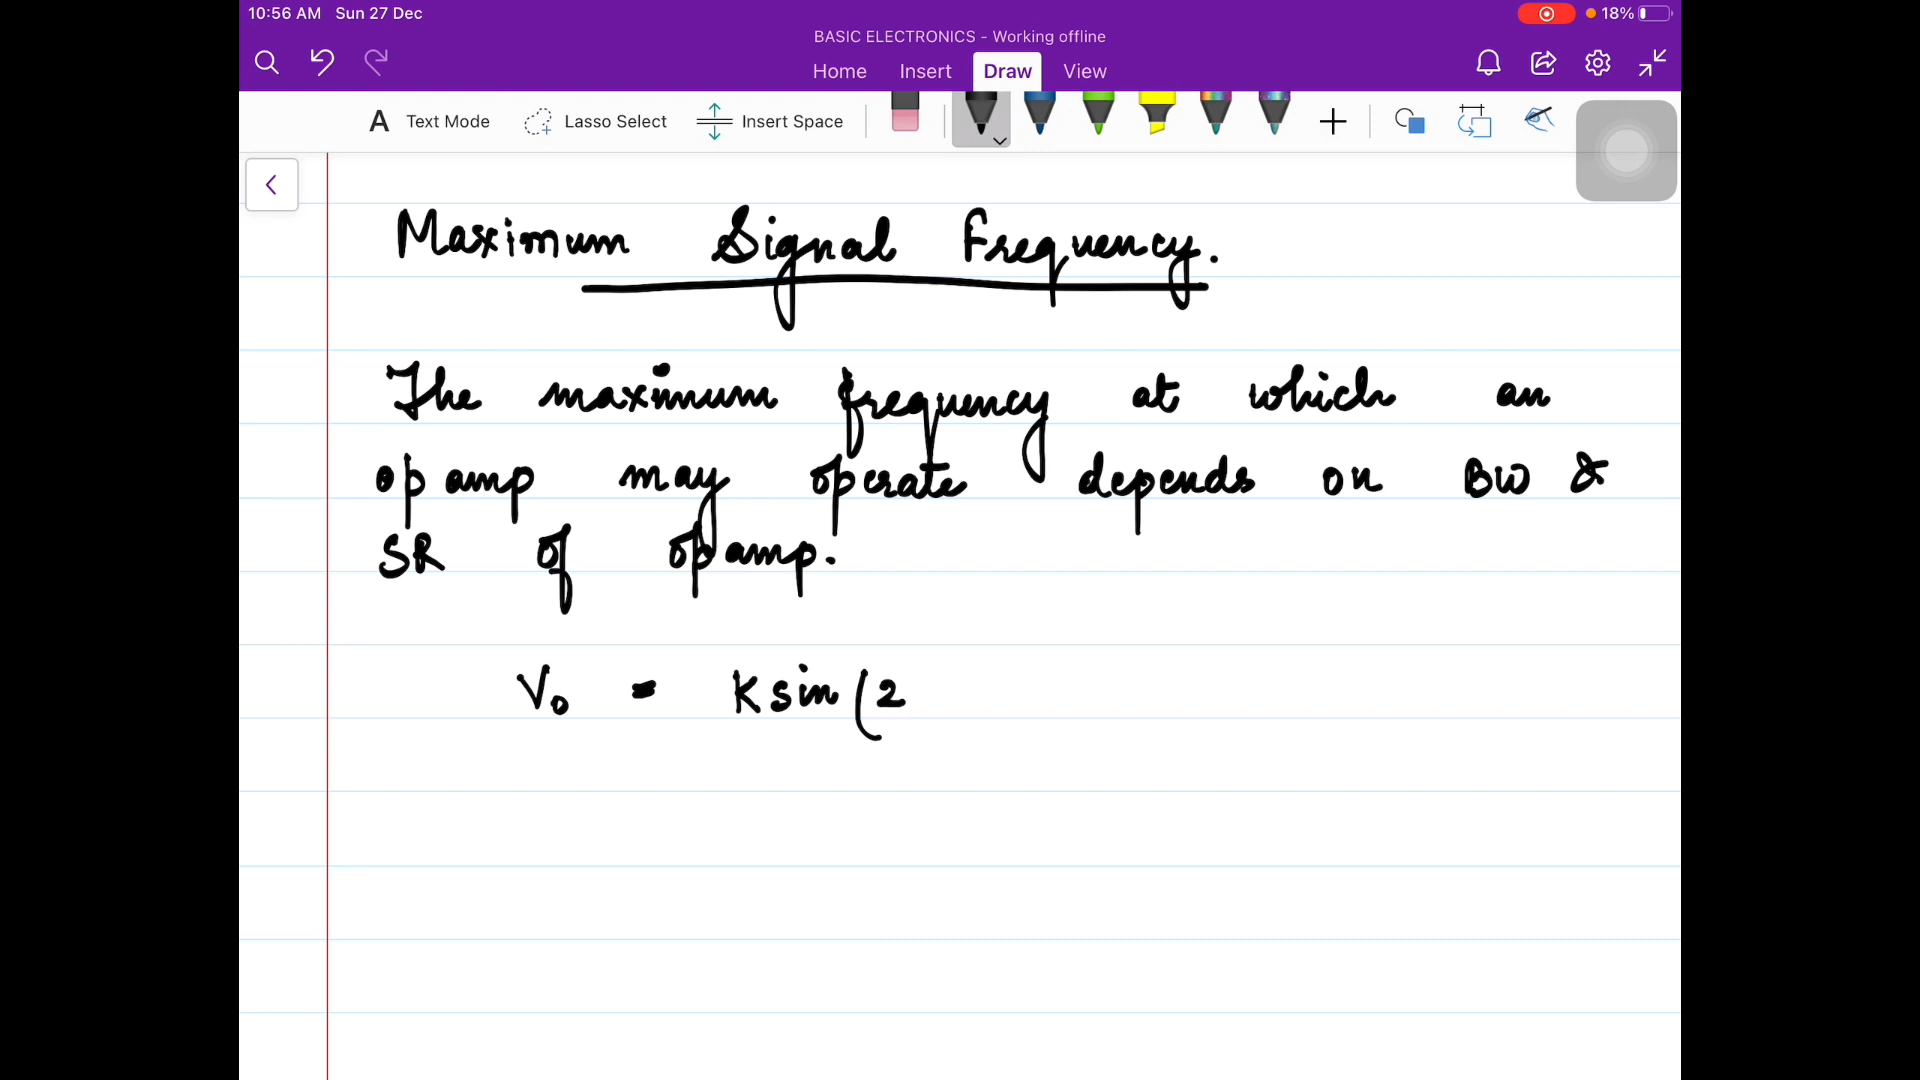 10:56 AM Sun 27 Dec 18%
BASIC ELECTRONICS - Working offline
Home Insert Draw View
Text Mode Lasso Select Insert Space
Maximum Signal Frequency.
The maximum frequency at which an
op amp may operate depends on BW &
SR of op amp.
V₀ = K sin (2